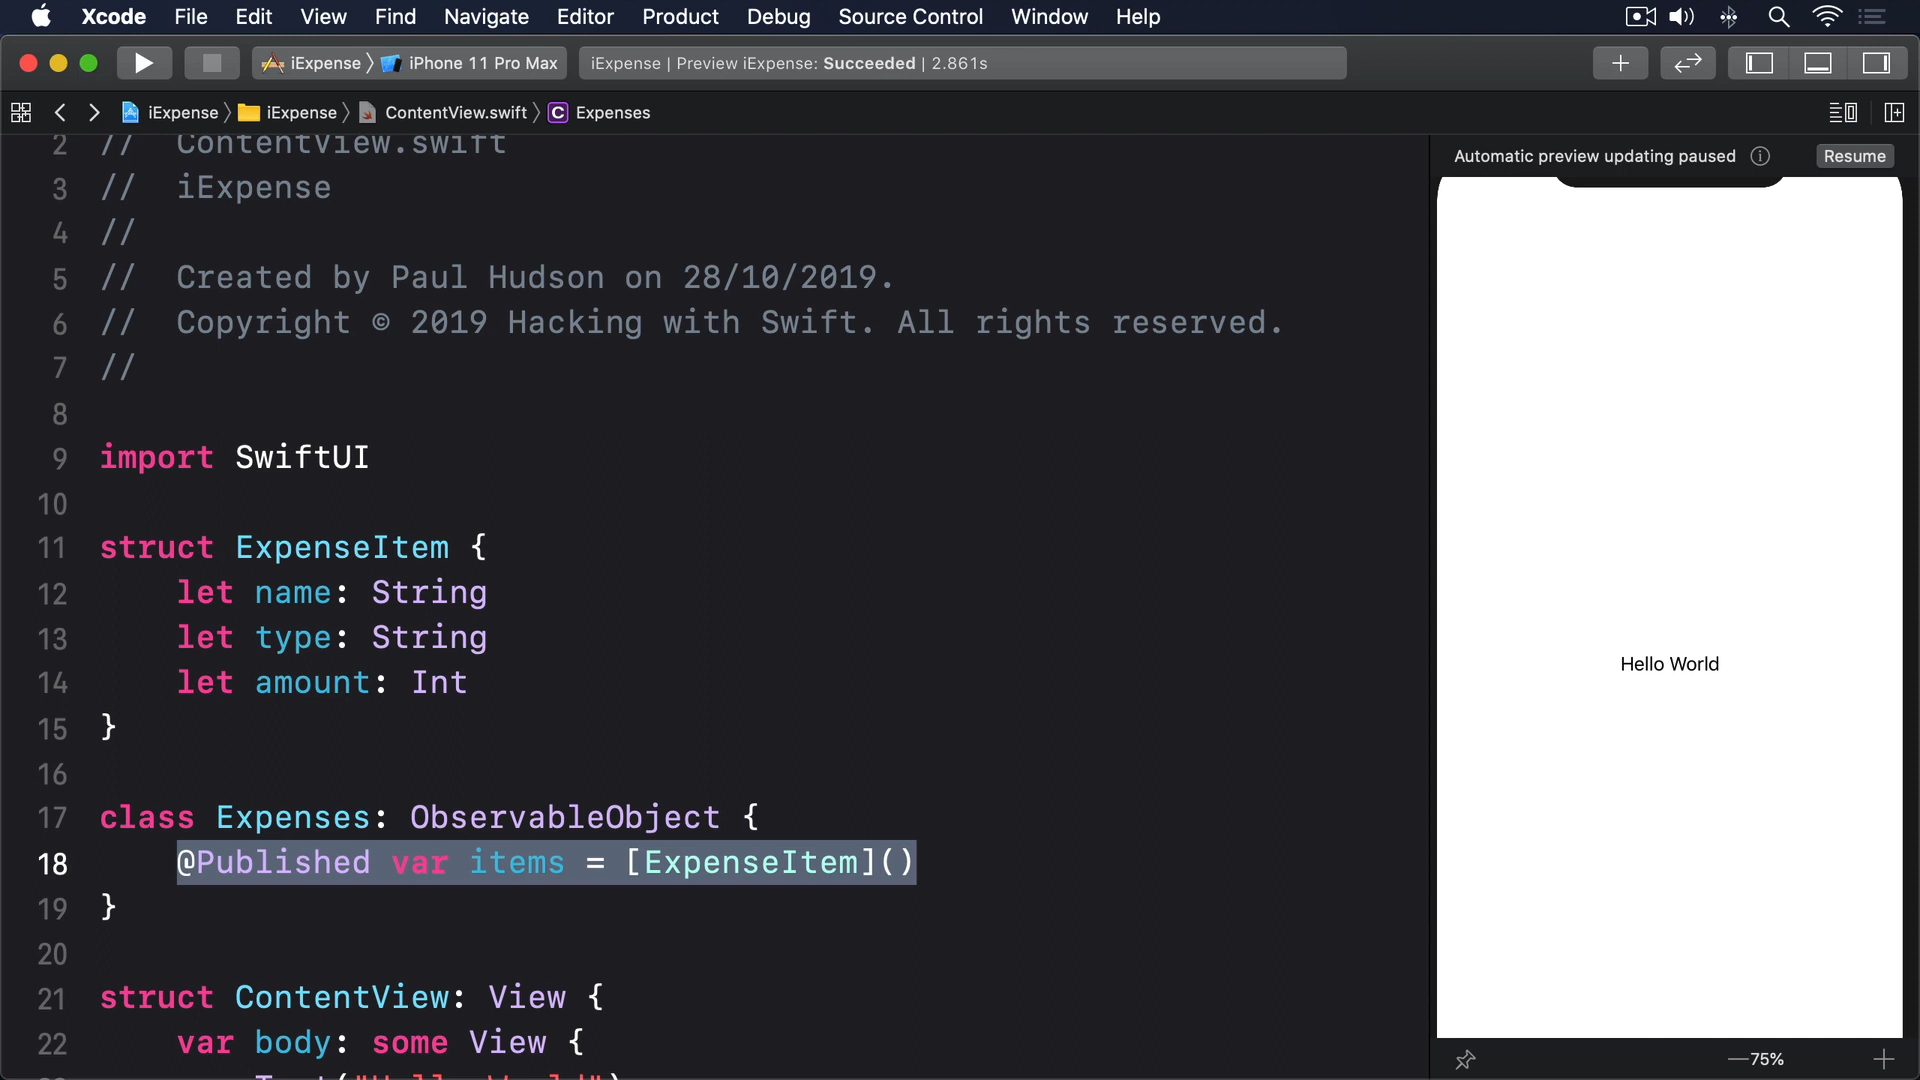 Xcode File Edit View Find Navigate Editor Product Debug Source Control Window Help
iExpense 〉 iPhone 11 Pro Max
iExpense | Preview iExpense: Succeeded | 2.861s
iExpense 〉 iExpense 〉 ContentView.swift 〉 C Expenses
Automatic preview updating paused
Resume
2 //  ContentView.swift
3 //  iExpense
4 //
5 //  Created by Paul Hudson on 28/10/2019.
6 //  Copyright © 2019 Hacking with Swift. All rights reserved.
7 //
8
9 import SwiftUI
10
11 struct ExpenseItem {
12     let name: String
13     let type: String
14     let amount: Int
15 }
16
17 class Expenses: ObservableObject {
18     @Published var items = [ExpenseItem]()
19 }
20
21 struct ContentView: View {
22     var body: some View {
Hello World
75%